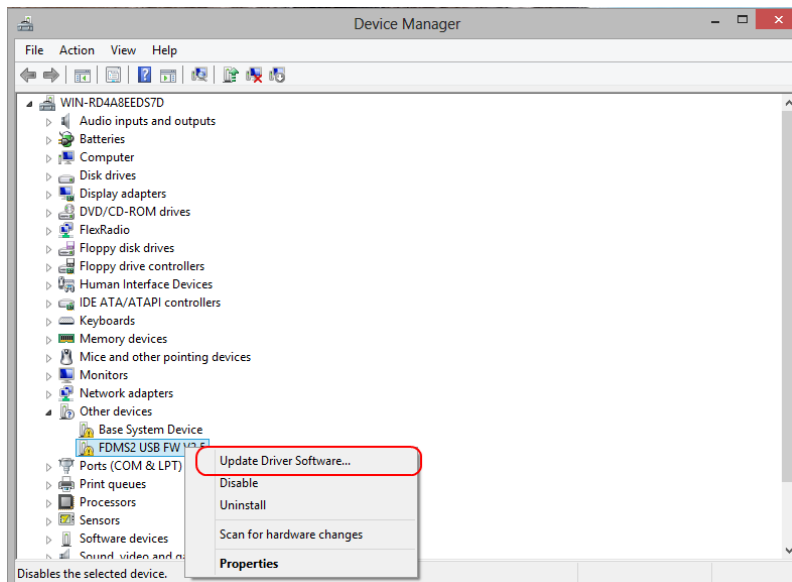 Device Manager
File Action View Help
WIN-RD4A8EEDS7D
Audio inputs and outputs
Batteries
Computer
Disk drives
Display adapters
DVD/CD-ROM drives
FlexRadio
Floppy disk drives
Floppy drive controllers
Human Interface Devices
IDE ATA/ATAPI controllers
Keyboards
Memory devices
Mice and other pointing devices
Monitors
Network adapters
Other devices
Base System Device
FDMS2 USB FW
Update Driver Software...
Ports (COM & LPT)
Disable
Print queues
Uninstall
Processors
Sensors
Scan for hardware changes
Software devices
Sound, video and
Properties
Disables the selected device.